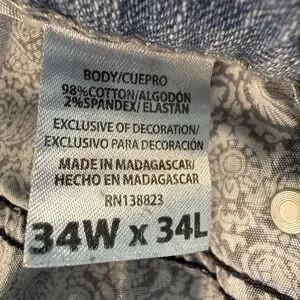 BODY/CUEPRO
98%COTTON/ALGODÓN
2%SPANDEX/ELASTÁN
EXCLUSIVE OF DECORATION/
EXCLUSIVO PARA DECORACIÓN
MADE IN MADAGASCAR/
HECHO EN MADAGASCAR
RN138823
34W x 34L